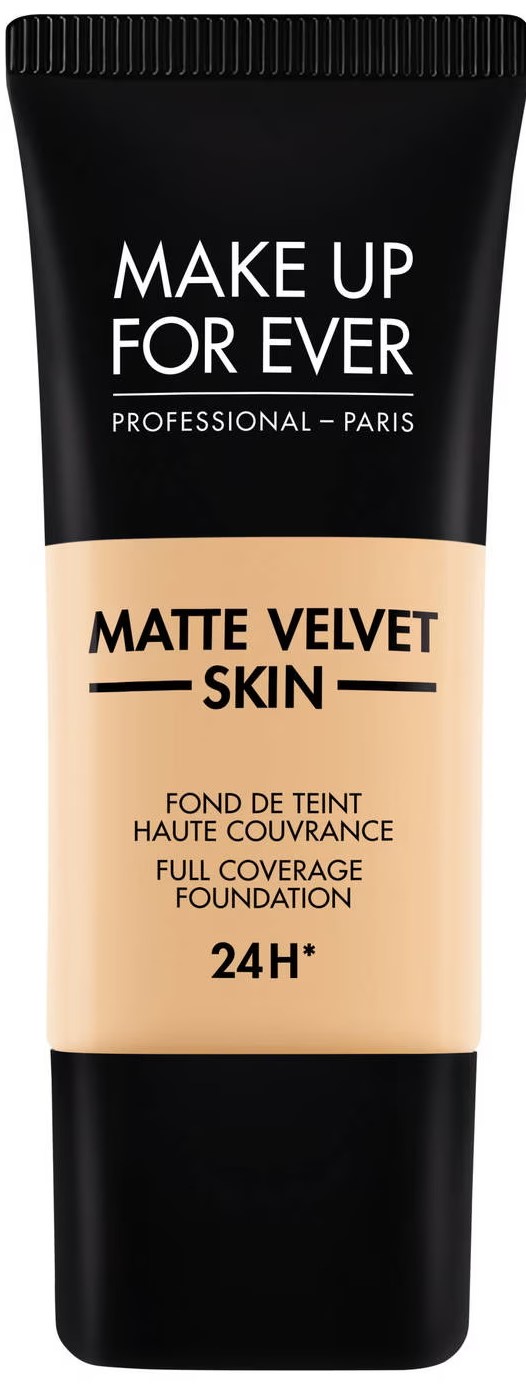 MAKE UP
FOR EVER
PROFESSIONAL – PARIS
MATTE VELVET
SKIN
FOND DE TEINT
HAUTE COUVRANCE
FULL COVERAGE
FOUNDATION
24H*